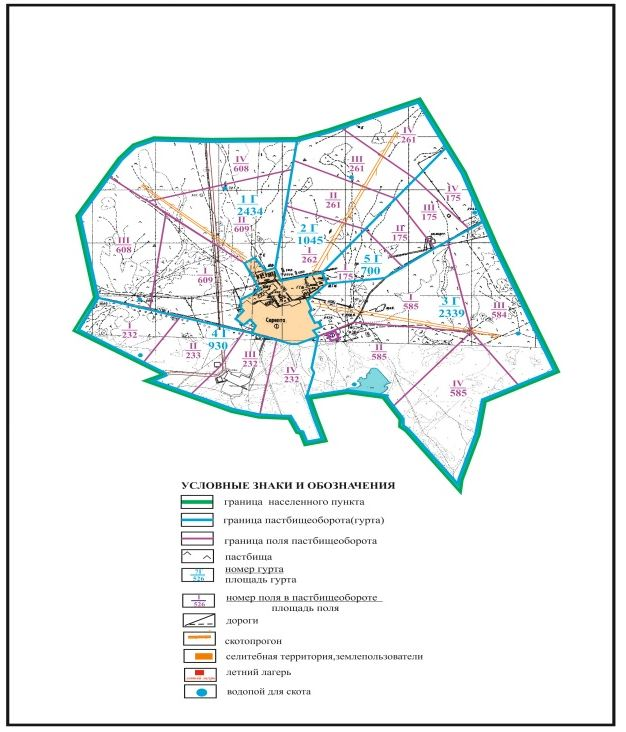 IV
261
III
261
IV
608
II
261
IV
175
III
175
1 Г
2434
II
609
2 Г
1045
II
175
III
608
I
262
5 Г
700
I
609
175
I
585
3 Г
2339
III
584
I
232
4 Г
930
II
233
III
232
IV
232
II
585
IV
585
УСЛОВНЫЕ ЗНАКИ И ОБОЗНАЧЕНИЯ
граница населенного пункта
граница пастбищеоборота(гурта)
граница поля пастбищеоборота
пастбища
номер гурта
площадь гурта
526
I
526
номер поля в пастбищеобороте
площадь поля
дороги
скотопрогон
селитебная территория,землепользователи
летний лагерь
водопой для скота